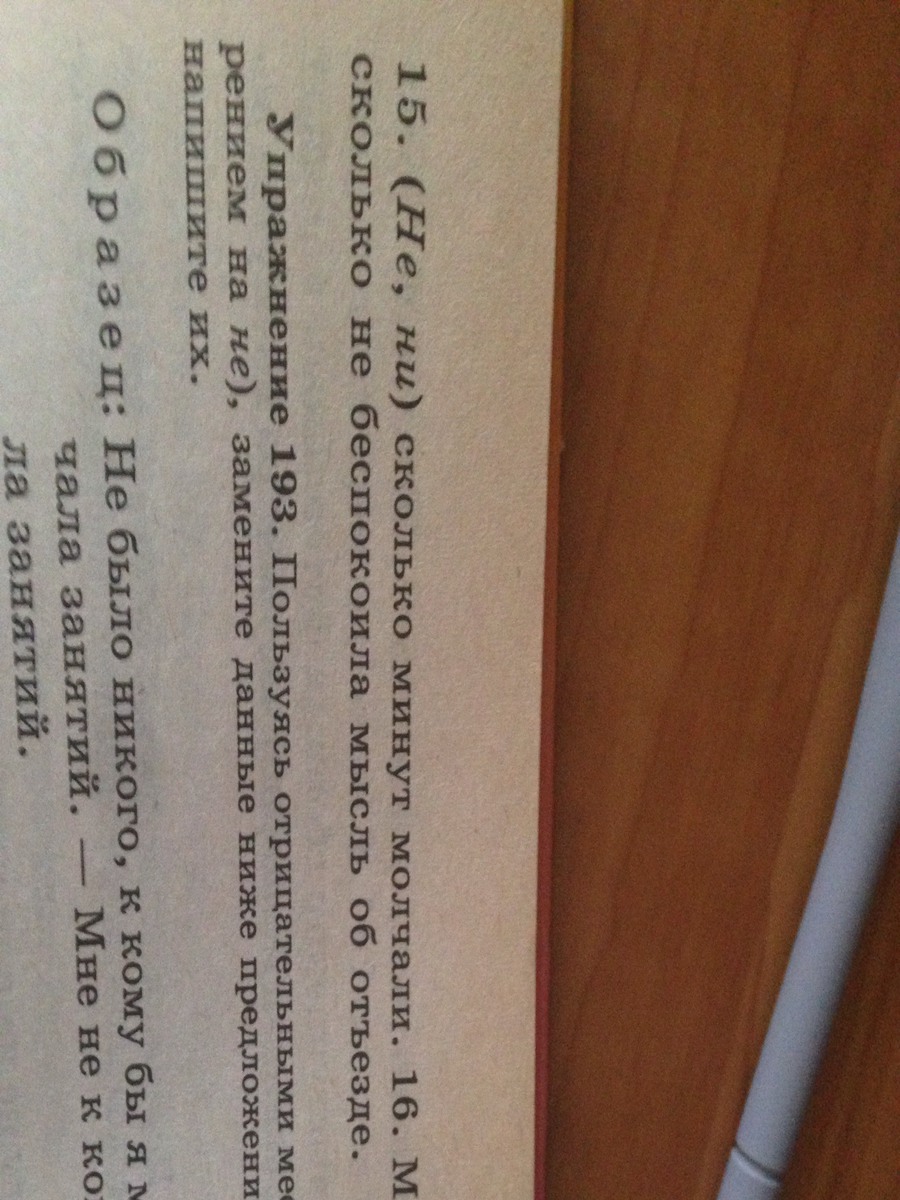 15. (Не, ни) сколько минут молчали. 16. М
сколько не беспокоила мысль об отъезде.
Упражнение 193. Пользуясь отрицательными мес
рением на не), замените данные ниже предложени
напишите их.
Образец: Не было никого, к кому бы я м
чала занятий. — Мне не к ко
ла занятий.